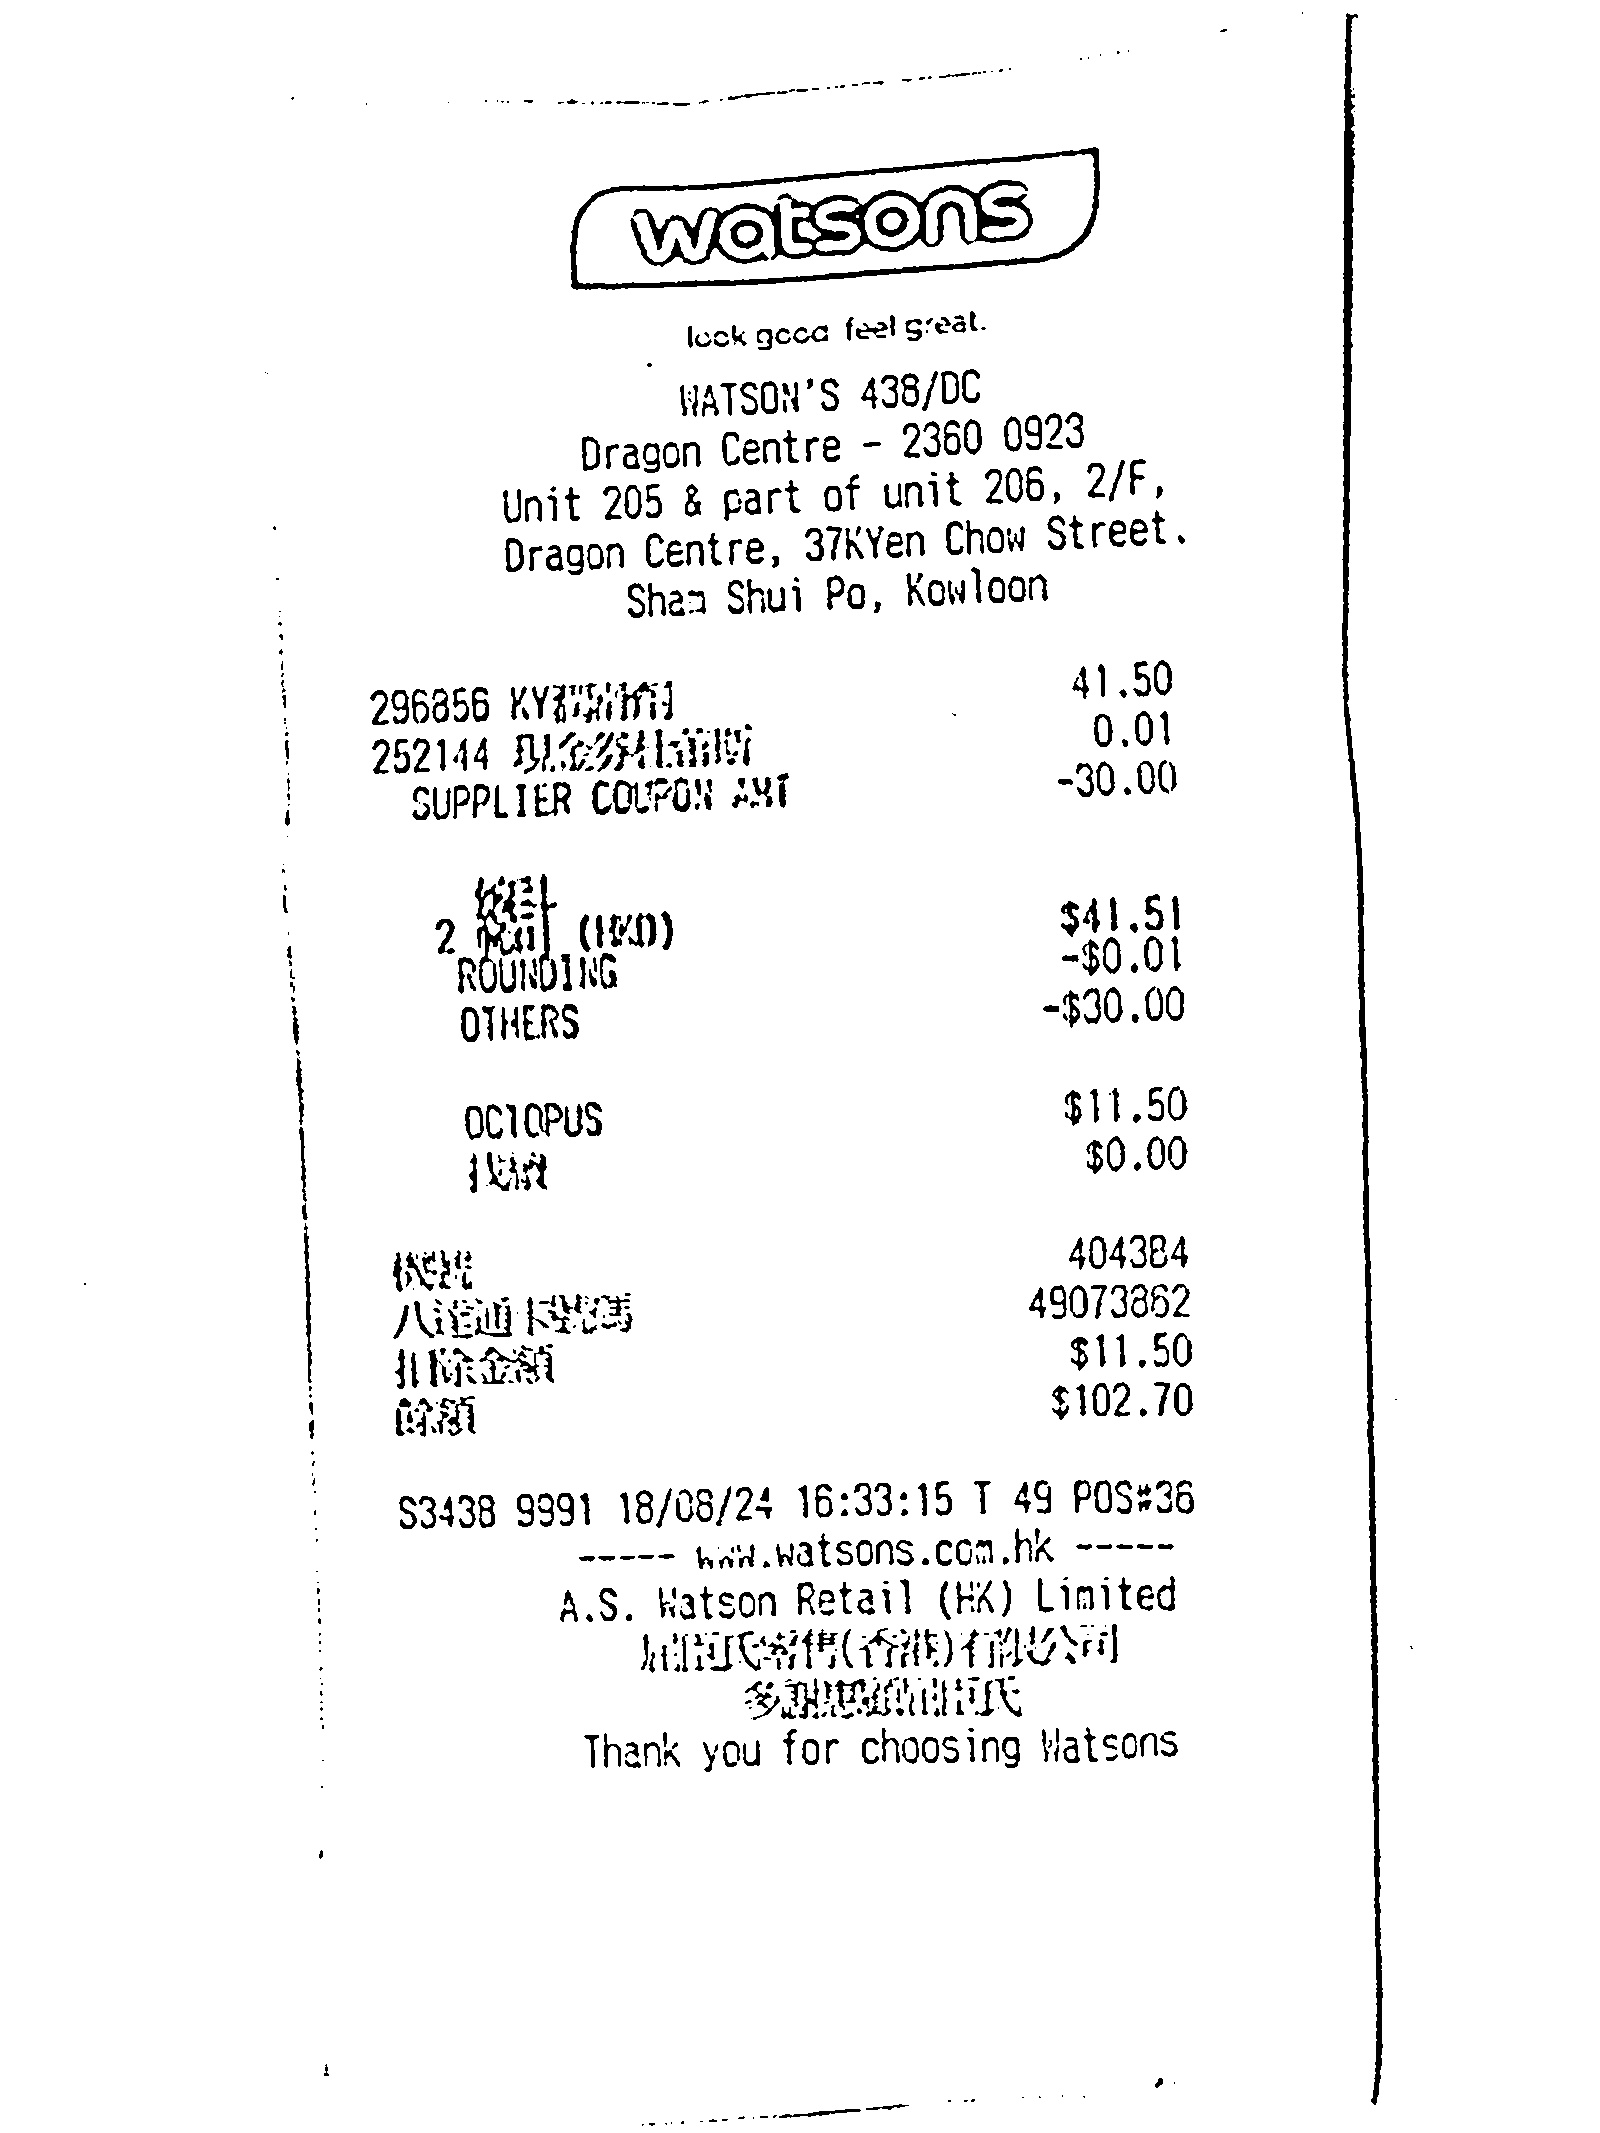 watsons
look good feel great.
WATSON'S 438/DC
Dragon Centre - 2360 0923
Unit 205 & part of unit 206, 2/F,
Dragon Centre, 37KYen Chow Street.
Sham Shui Po, Kowloon
296856 KY 41.50
252144 現金券 0.01
SUPPLIER COUPON AMT -30.00
總計
2 (HKD) $41.51
ROUNDING -$0.01
OTHERS -$30.00
OCTOPUS $11.50
找續 $0.00
機號 404384
八達通卡號碼 49073862
扣除金額 $11.50
餘額 $102.70
S3438 9991 18/08/24 16:33:15 T 49 POS#36
----- www.watsons.com.hk -----
A.S. Watson Retail (HK) Limited
屈臣氏零售(香港)有限公司
多謝惠顧屈臣氏
Thank you for choosing Watsons